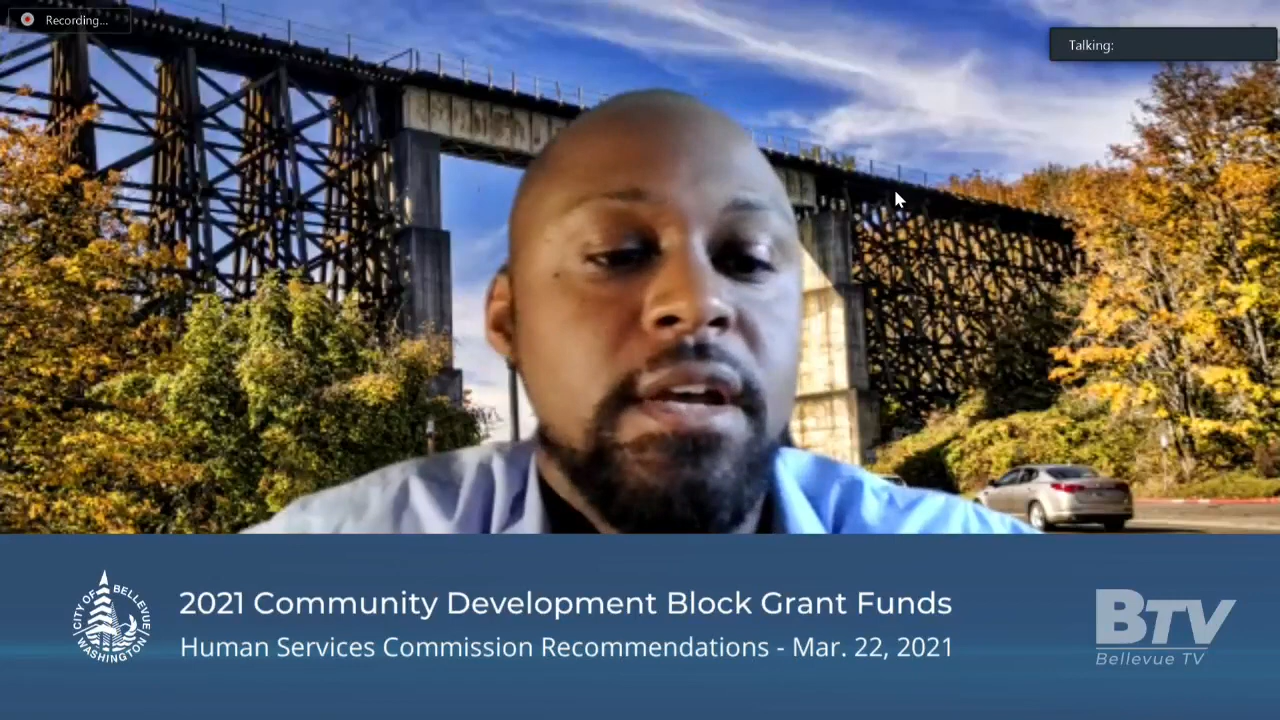 Recording...
Talking:
2021 Community Development Block Grant Funds
Human Services Commission Recommendations - Mar. 22, 2021
CITY OF BELLEVUE
WASHINGTON
BTV
Bellevue TV